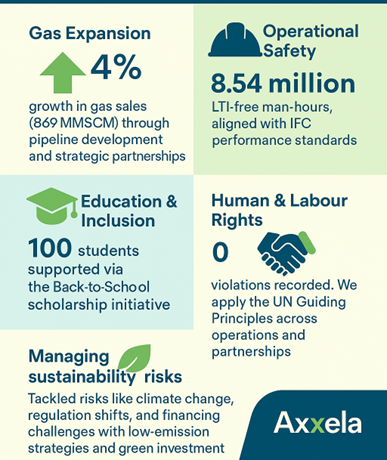 Gas Expansion
4%
growth in gas sales
(869 MMSCM) through
pipeline development
and strategic partnerships
Operational
Safety
8.54 million
LTI-free man-hours,
aligned with IFC
performance standards
Education &
Inclusion
100 students
supported via
the Back-to-School
scholarship initiative
Human & Labour
Rights
0
violations recorded. We
apply the UN Guiding
Principles across
operations and
partnerships
Managing
sustainability risks
Tackled risks like climate change,
regulation shifts, and financing
challenges with low-emission
strategies and green investment
Axxela